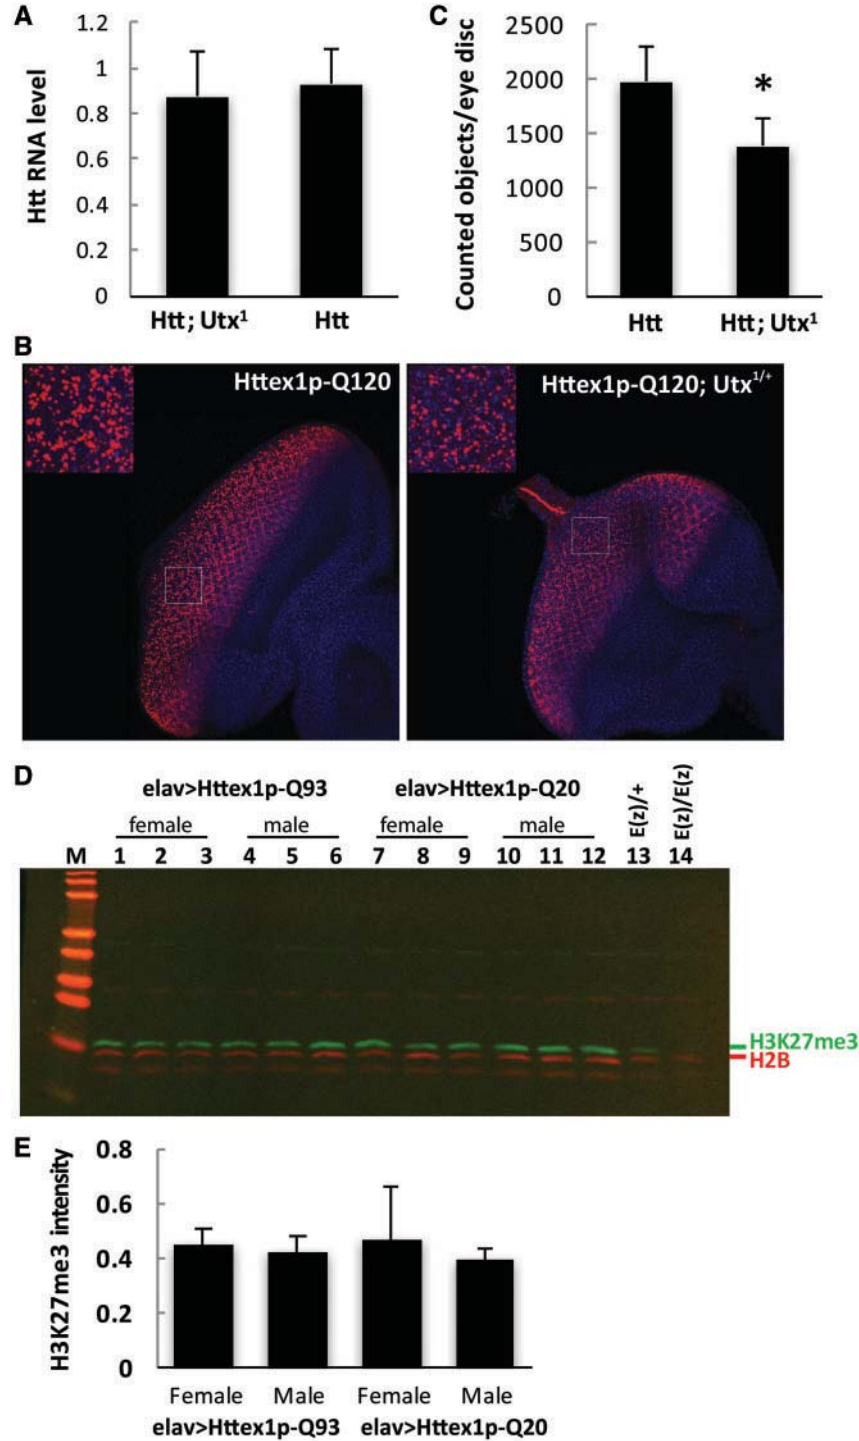 A
Htt RNA level
1.2
1
0.8
0.6
0.4
0.2
0
Htt; Utx¹
Htt
C
Counted objects/eye disc
2500
2000
1500
1000
500
0
*
Htt
Htt; Utx¹
B
Httex1p-Q120
Httex1p-Q120; Utx¹/⁺
D
elav>Httex1p-Q93
elav>Httex1p-Q20
female
male
female
male
E(z)/+
E(z)/E(z)
M 1 2 3 4 5 6 7 8 9 10 11 12 13 14
H3K27me3
H2B
E
H3K27me3 intensity
0.8
0.6
0.4
0.2
0
Female Male Female Male
elav>Httex1p-Q93 elav>Httex1p-Q20